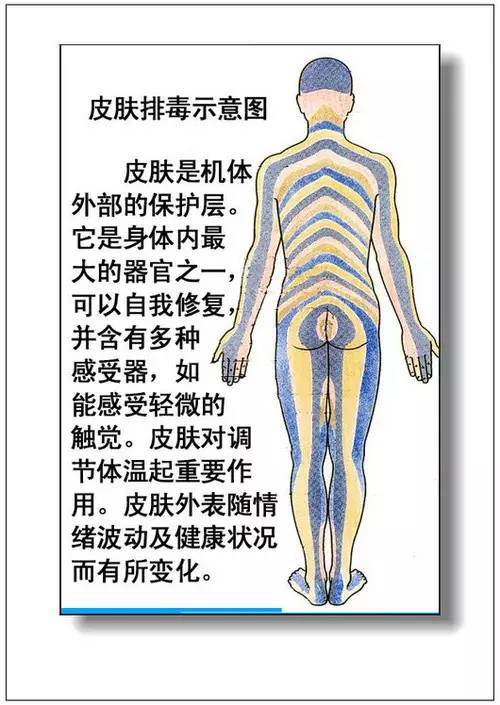 皮肤排毒示意图
皮肤是机体
外部的保护层。
它是身体内最
大的器官之一，
可以自我修复，
并含有多种
感受器，如
能感受轻微的
触觉。皮肤对调
节体温起重要作
用。皮肤外表随情
绪波动及健康状况
而有所变化。